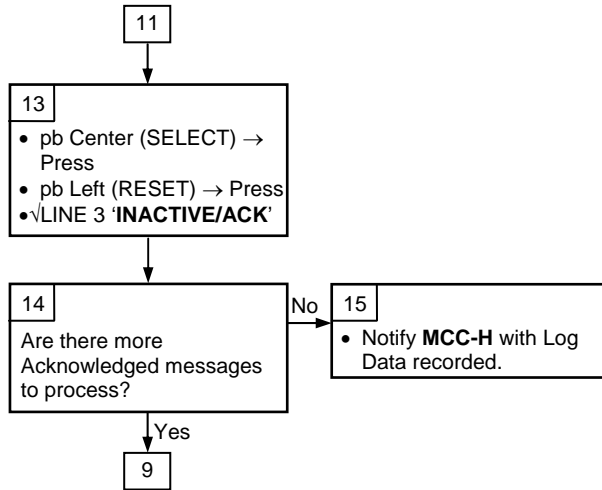 11
13
• pb Center (SELECT) →
Press
• pb Left (RESET) → Press
•√LINE 3 ‘INACTIVE/ACK’
14
Are there more
Acknowledged messages
to process?
No
15
• Notify MCC-H with Log
Data recorded.
Yes
9